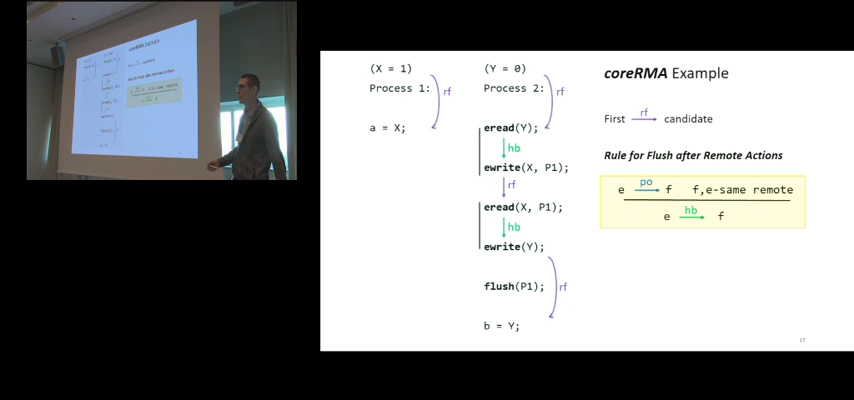 (X = 1)
Process 1:
rf
a = X;
(Y = 0)
Process 2:
rf
eread(Y);
hb
ewrite(X, P1);
rf
eread(X, P1);
hb
ewrite(Y);
flush(P1);
rf
b = Y;
coreRMA Example
First rf candidate
Rule for Flush after Remote Actions
e po f f,e-same remote
e hb f
17